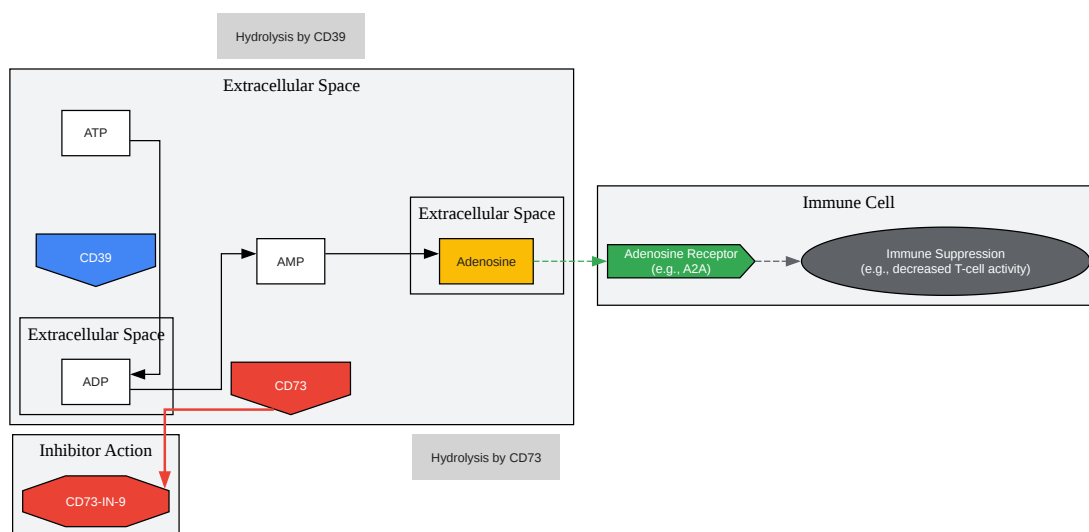 Hydrolysis by CD39
Extracellular Space
ATP
CD39
AMP
Extracellular Space
Adenosine
Extracellular Space
ADP
CD73
Immune Cell
Adenosine Receptor
(e.g., A2A)
Immune Suppression
(e.g., decreased T-cell activity)
Hydrolysis by CD73
Inhibitor Action
CD73-IN-9